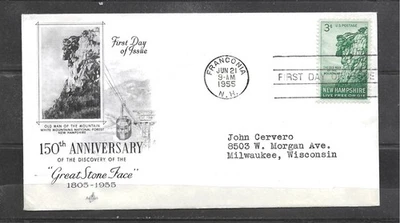 First Day
of Issue
OLD MAN OF THE MOUNTAIN
WHITE MOUNTAINS NATIONAL FOREST
NEW HAMPSHIRE
150th ANNIVERSARY
OF THE DISCOVERY OF THE
"Great Stone Face"
1805-1955
FRANCONIA
JUN 21
9-AM
1955
N.H.
3¢ U.S. POSTAGE
FIRST DAY OF ISSUE
NEW HAMPSHIRE
LIVE FREE OR DIE
John Cervero
8503 W. Morgan Ave.
Milwaukee, Wisconsin